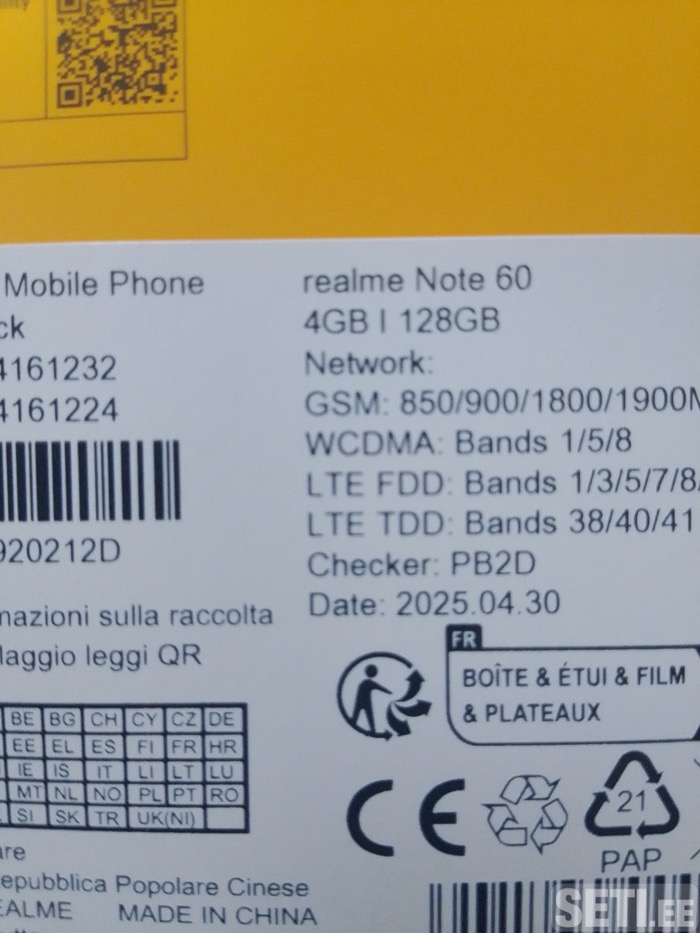 Mobile Phone
ck
4161232
4161224
920212D
mazioni sulla raccolta
laggio leggi QR
BE BG CH CY CZ DE
EE EL ES FI FR HR
IE IS IT LI LT LU
MT NL NO PL PT RO
SI SK TR UK(NI)
are
epubblica Popolare Cinese
EALME MADE IN CHINA
realme Note 60
4GB | 128GB
Network:
GSM: 850/900/1800/1900M
WCDMA: Bands 1/5/8
LTE FDD: Bands 1/3/5/7/8/
LTE TDD: Bands 38/40/41
Checker: PB2D
Date: 2025.04.30
FR
BOÎTE & ÉTUI & FILM
& PLATEAUX
CE
21
PAP
SETI.EE